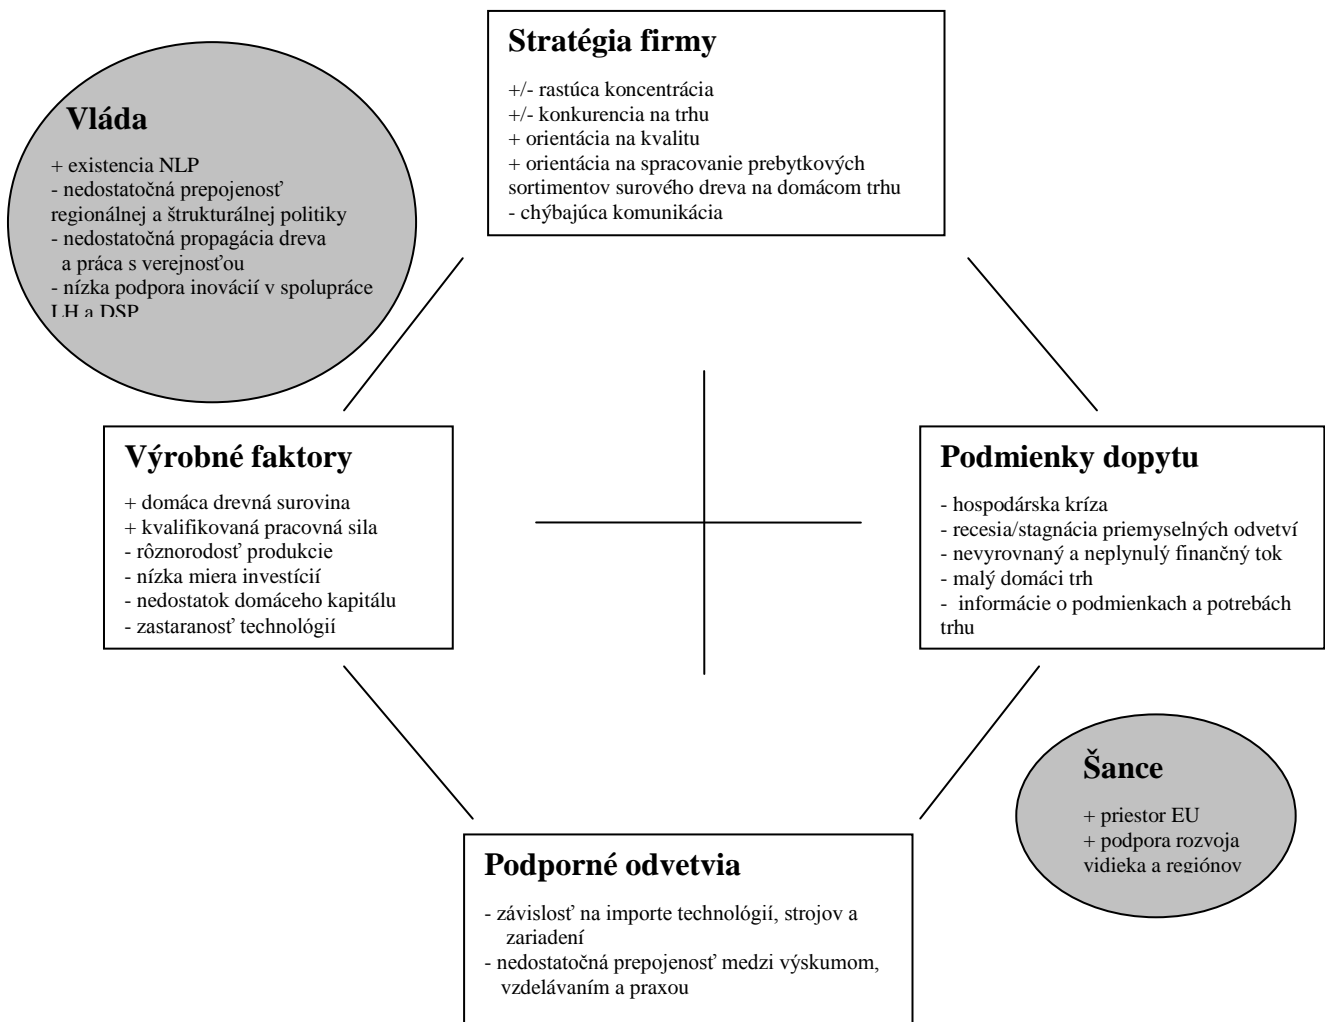 Stratégia firmy
+/- rastúca koncentrácia
+/- konkurencia na trhu
+ orientácia na kvalitu
+ orientácia na spracovanie prebytkových
sortimentov surového dreva na domácom trhu
- chýbajúca komunikácia
Vláda
+ existencia NLP
- nedostatočná prepojenosť
regionálnej a štrukturálnej politiky
- nedostatočná propagácia dreva
a práca s verejnosťou
- nízka podpora inovácií v spolupráce
LH a DSP
Výrobné faktory
+ domáca drevná surovina
+ kvalifikovaná pracovná sila
- rôznorodosť produkcie
- nízka miera investícií
- nedostatok domáceho kapitálu
- zastaranosť technológií
Podmienky dopytu
- hospodárska kríza
- recesia/stagnácia priemyselných odvetví
- nevyrovnaný a neplynulý finančný tok
- malý domáci trh
- informácie o podmienkach a potrebách
trhu
Šance
+ priestor EU
+ podpora rozvoja
vidieka a regiónov
Podporné odvetvia
- závislosť na importe technológií, strojov a
zariadení
- nedostatočná prepojenosť medzi výskumom,
vzdelávaním a praxou